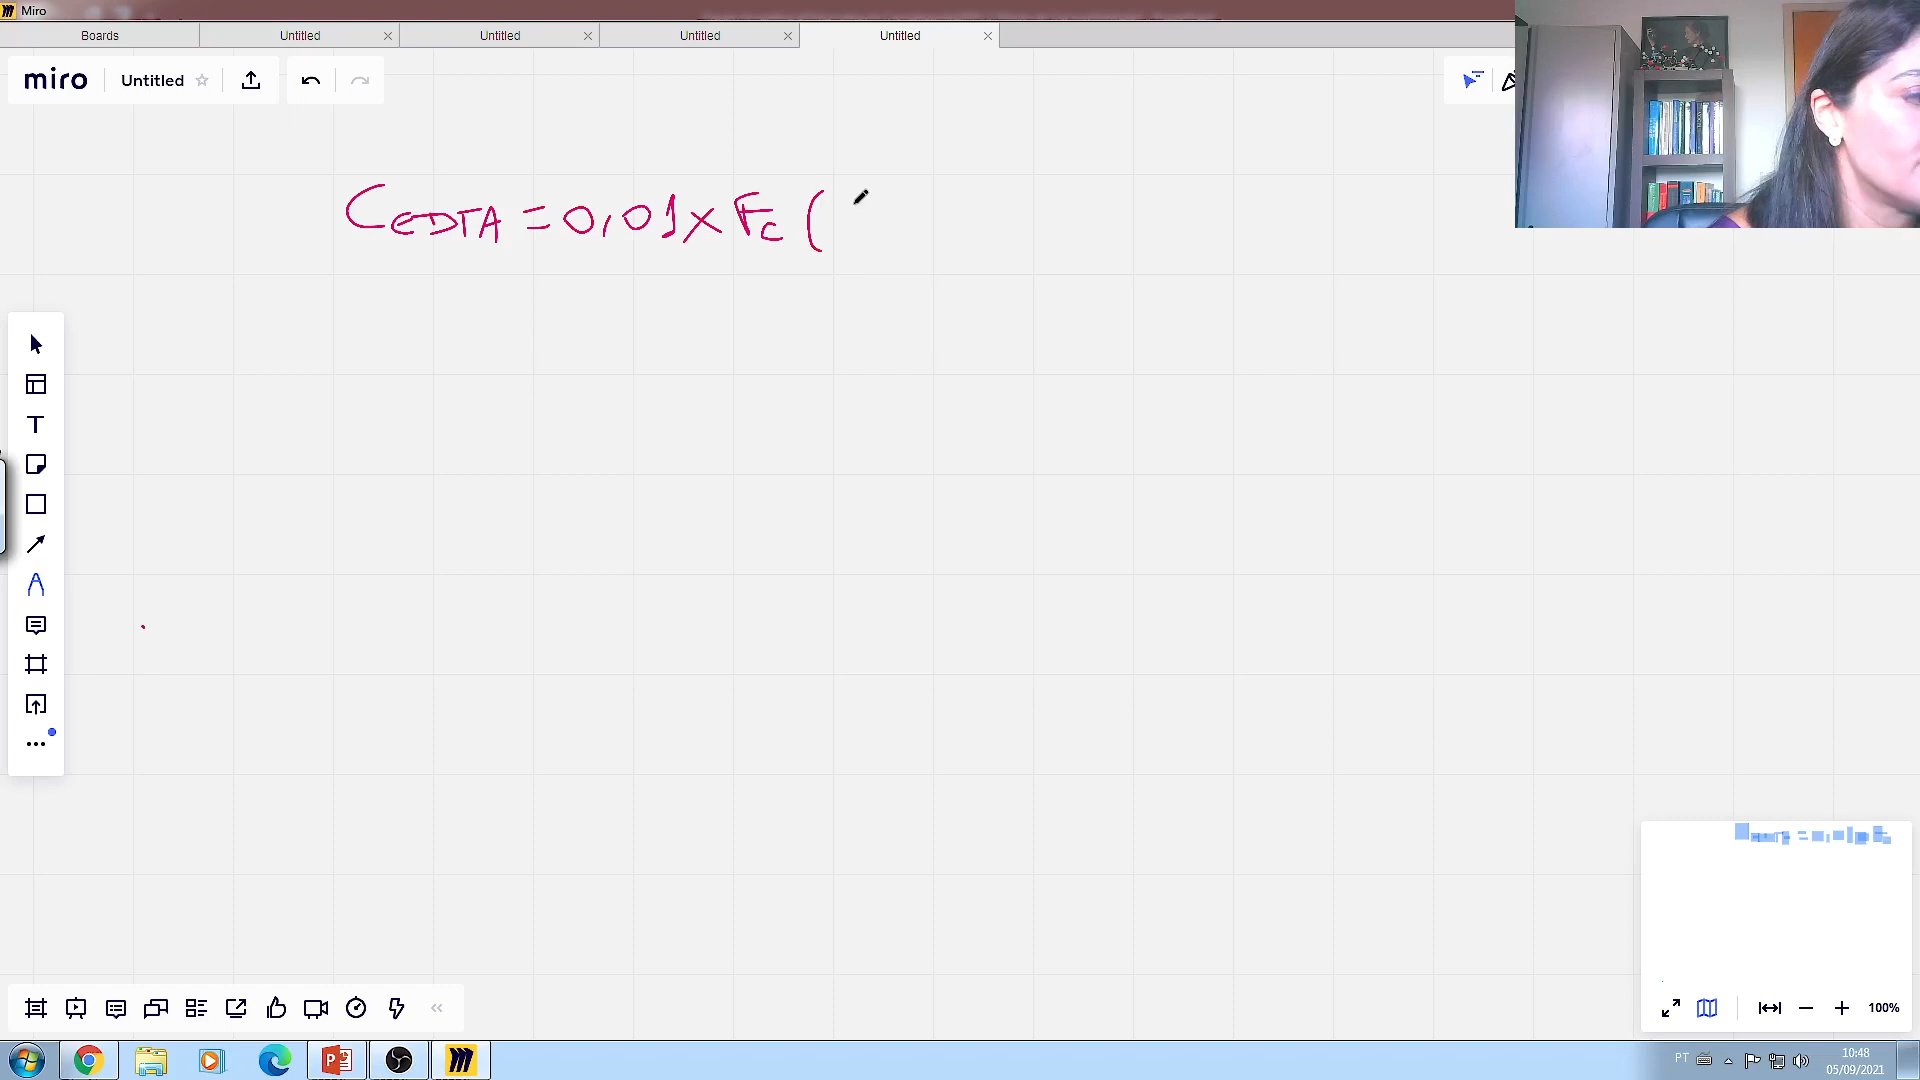 Miro
Boards Untitled Untitled Untitled Untitled
miro Untitled
CEDTA = 0,01 x Fc (
100%
PT 10:48
05/09/2021